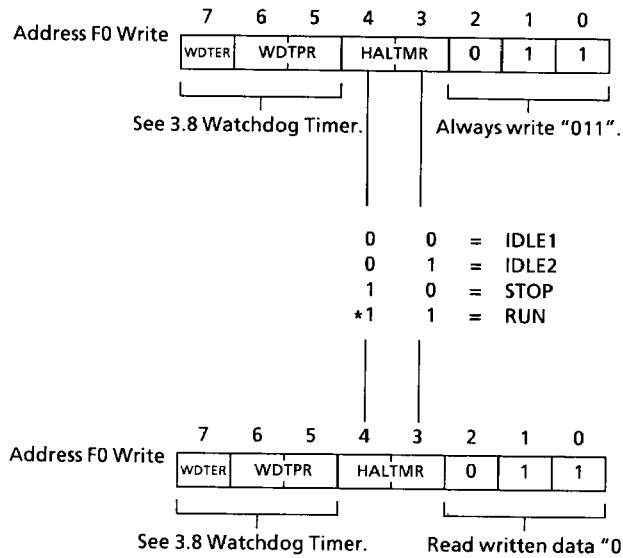 7 6 5 4 3 2 1 0
Address F0 Write WDTER WDTPR HALTMR 0 1 1
See 3.8 Watchdog Timer. Always write "011".
0 0 = IDLE1
0 1 = IDLE2
1 0 = STOP
*1 1 = RUN
7 6 5 4 3 2 1 0
Address F0 Write WDTER WDTPR HALTMR 0 1 1
See 3.8 Watchdog Timer. Read written data "0